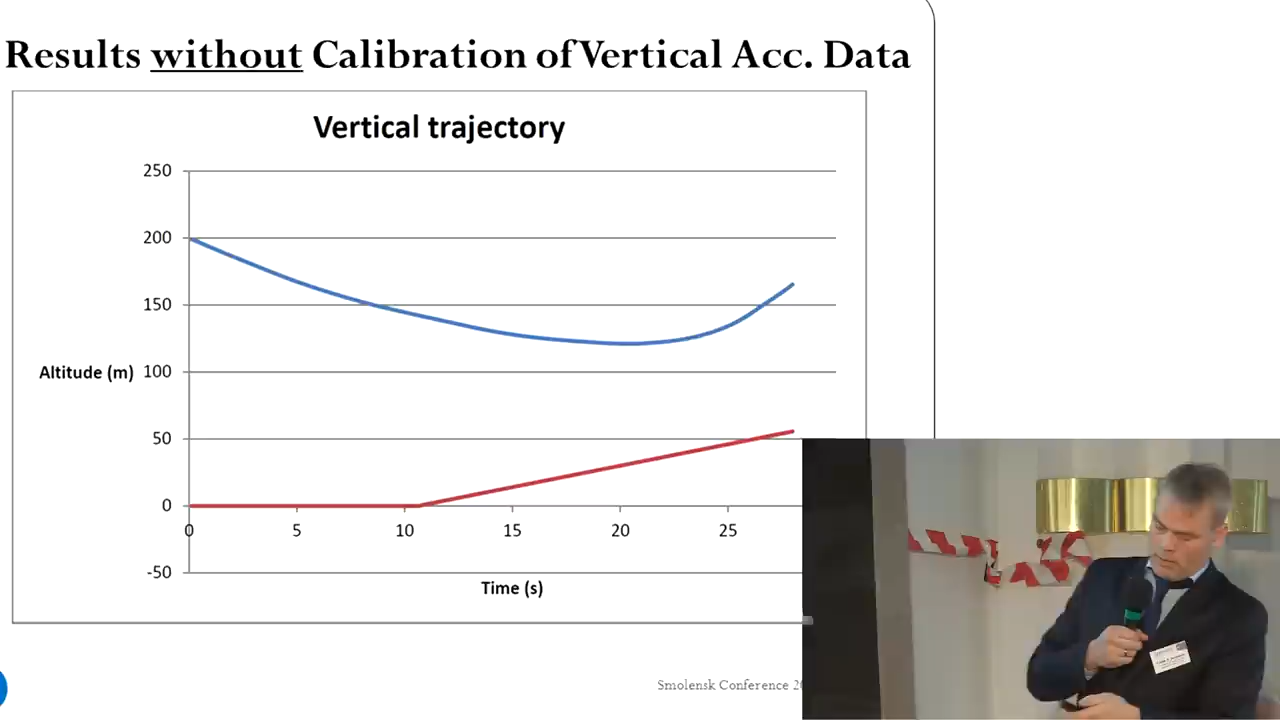 Results without Calibration of Vertical Acc. Data
Vertical trajectory
250
200
150
Altitude (m) 100
50
0
0 5 10 15 20 25
-50
Time (s)
Smolensk Conference